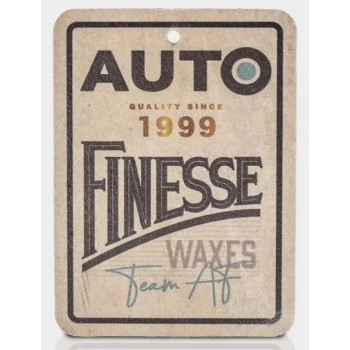 AUTO
QUALITY SINCE
1999
FINESSE
WAXES
Team AF